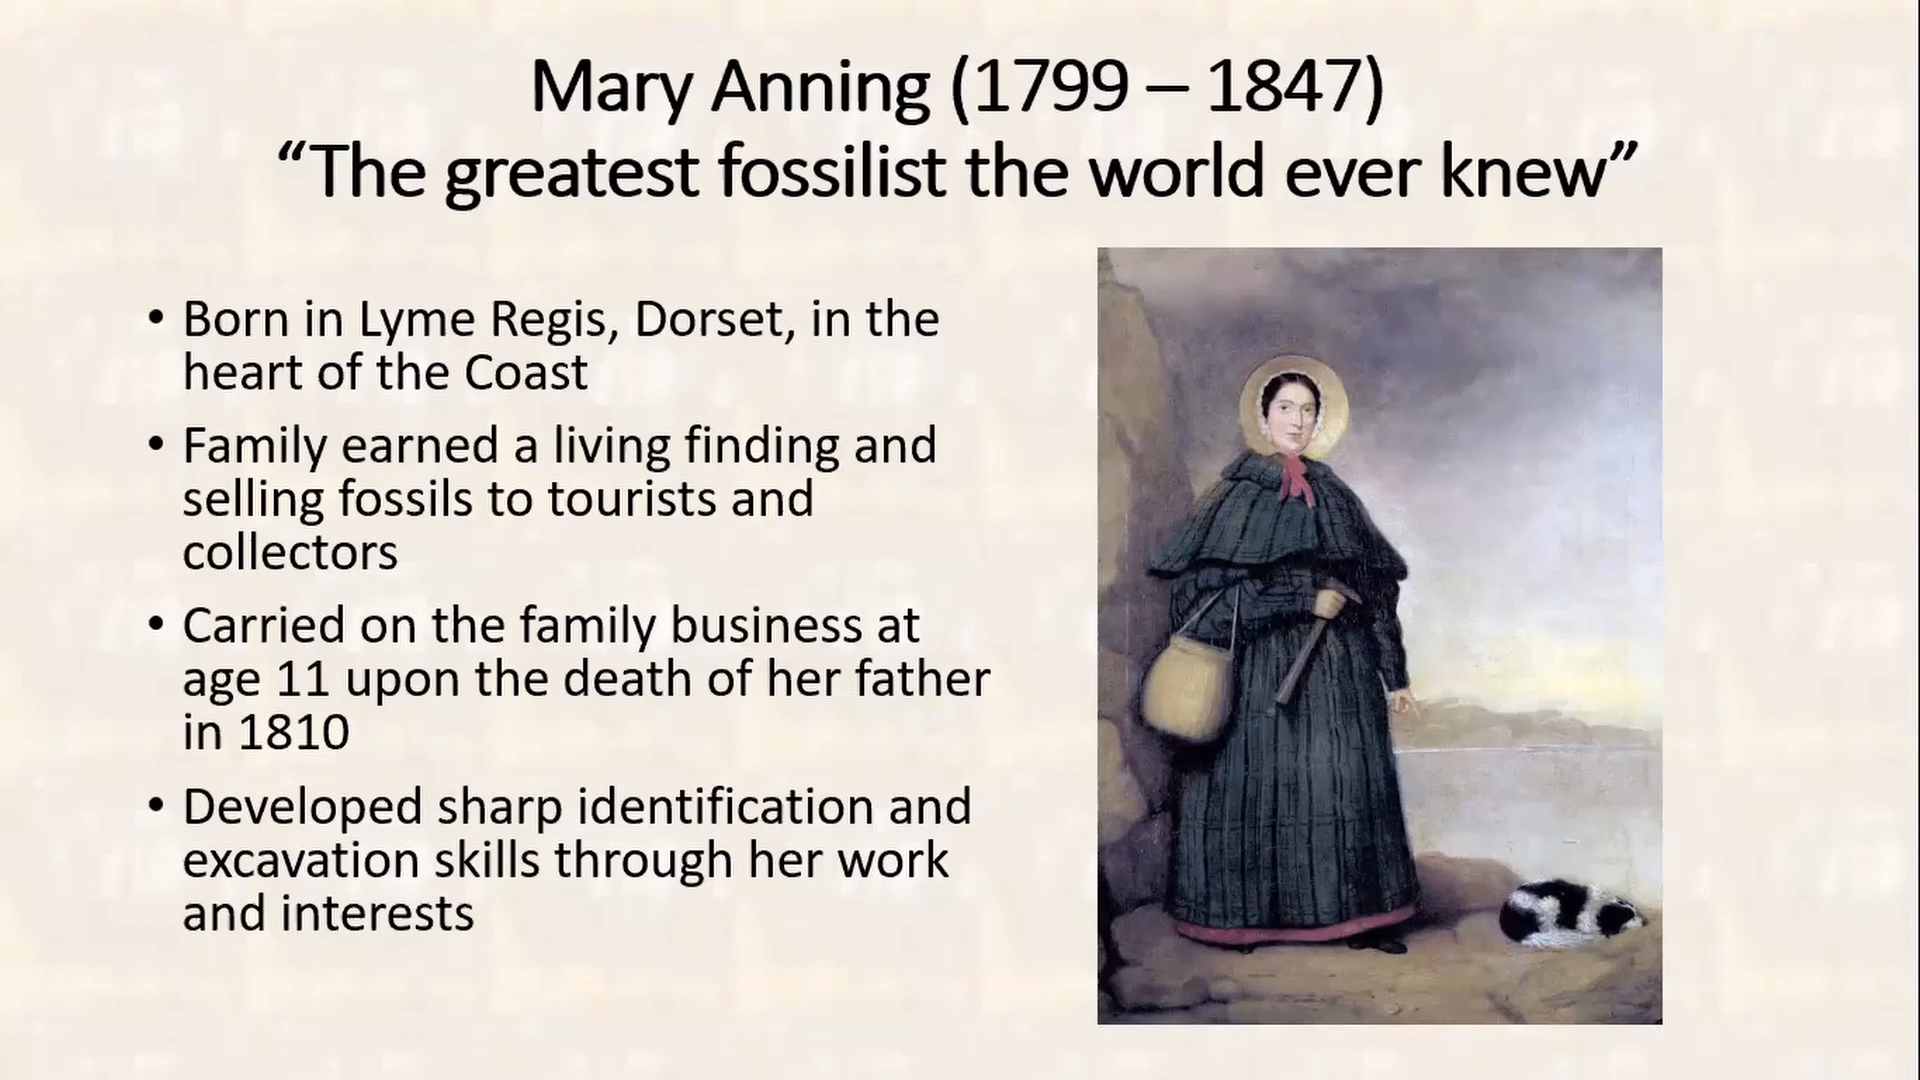 Mary Anning (1799 – 1847)
“The greatest fossilist the world ever knew”
• Born in Lyme Regis, Dorset, in the
heart of the Coast
• Family earned a living finding and
selling fossils to tourists and
collectors
• Carried on the family business at
age 11 upon the death of her father
in 1810
• Developed sharp identification and
excavation skills through her work
and interests